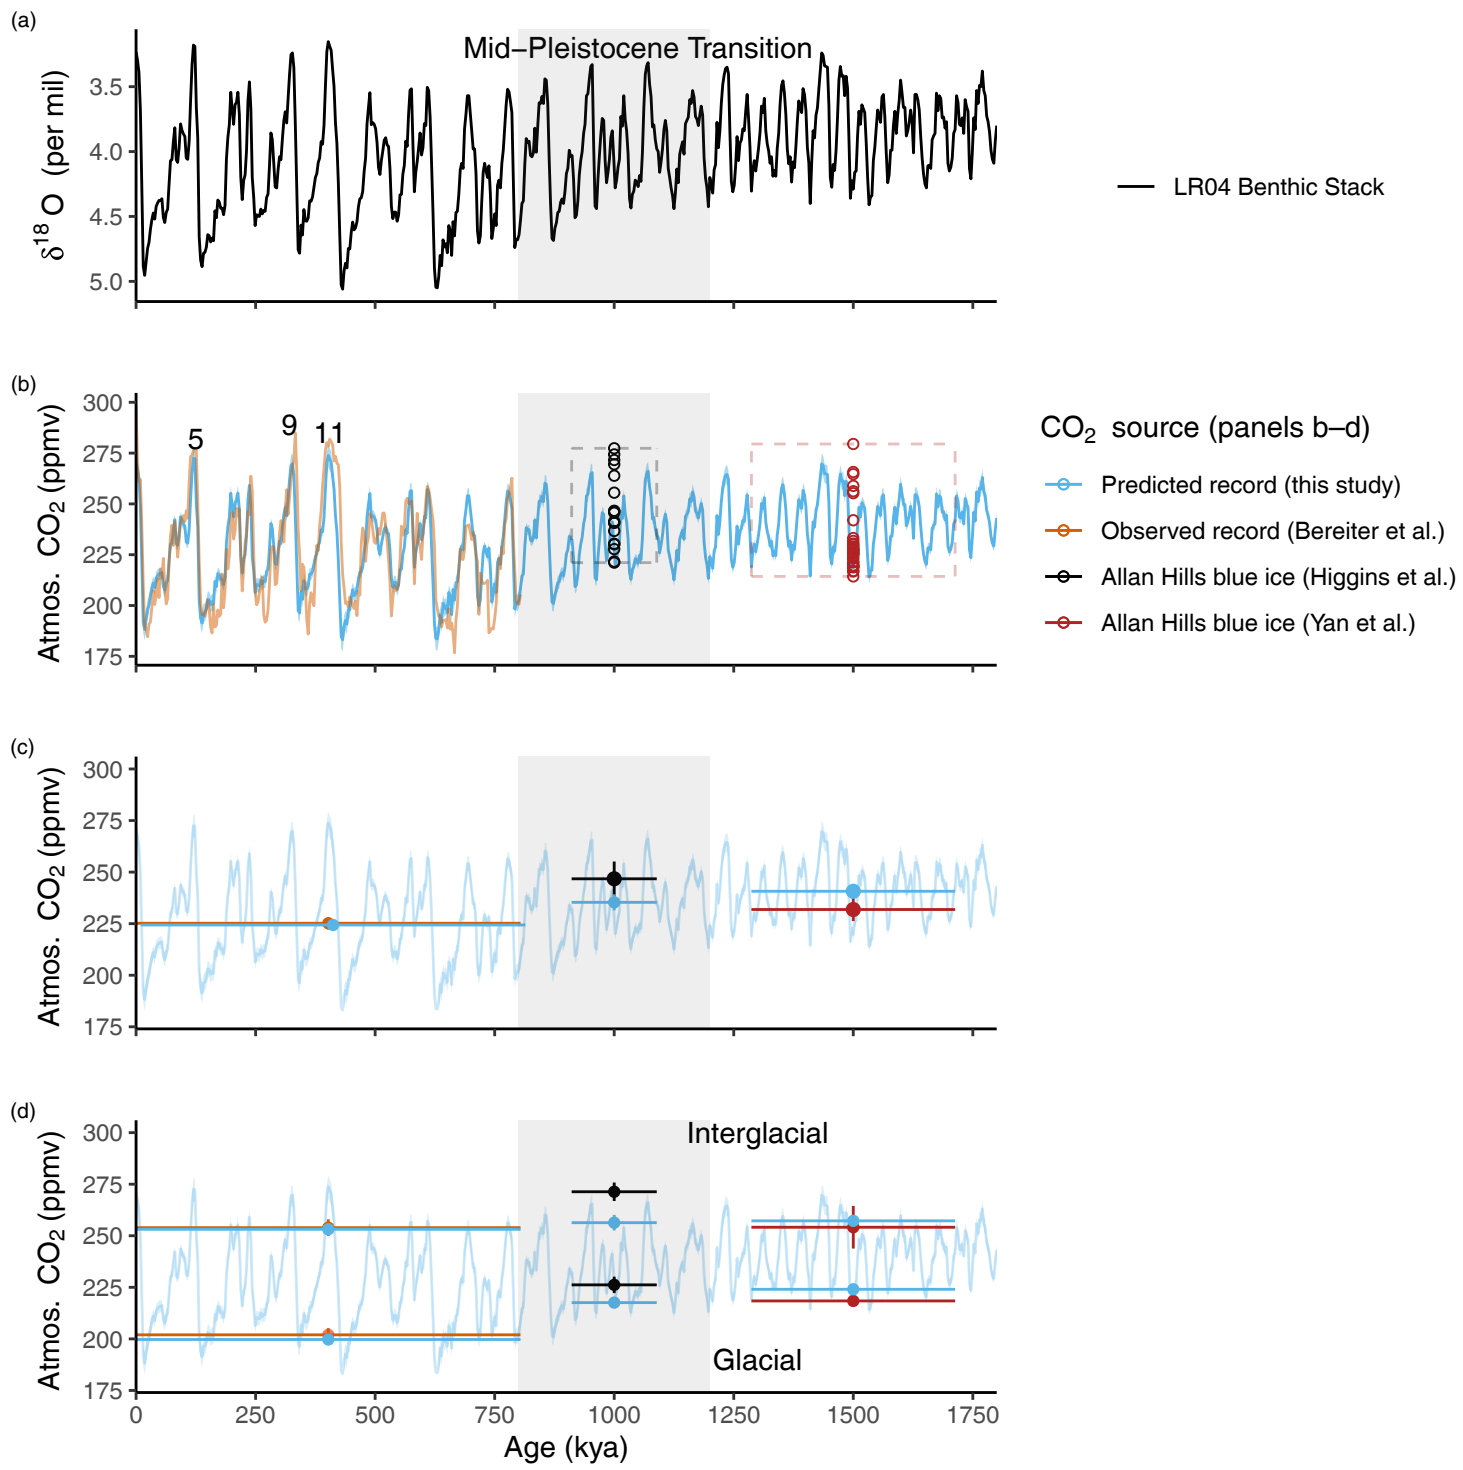 (a)
Mid–Pleistocene Transition
δ18 O (per mil)
3.5
4.0
4.5
5.0
LR04 Benthic Stack
(b)
Atmos. CO2 (ppmv)
300
275
250
225
200
175
5
9
11
CO2 source (panels b–d)
Predicted record (this study)
Observed record (Bereiter et al.)
Allan Hills blue ice (Higgins et al.)
Allan Hills blue ice (Yan et al.)
(c)
Atmos. CO2 (ppmv)
300
275
250
225
200
175
(d)
Atmos. CO2 (ppmv)
300
275
250
225
200
175
Interglacial
Glacial
0 250 500 750 1000 1250 1500 1750
Age (kya)